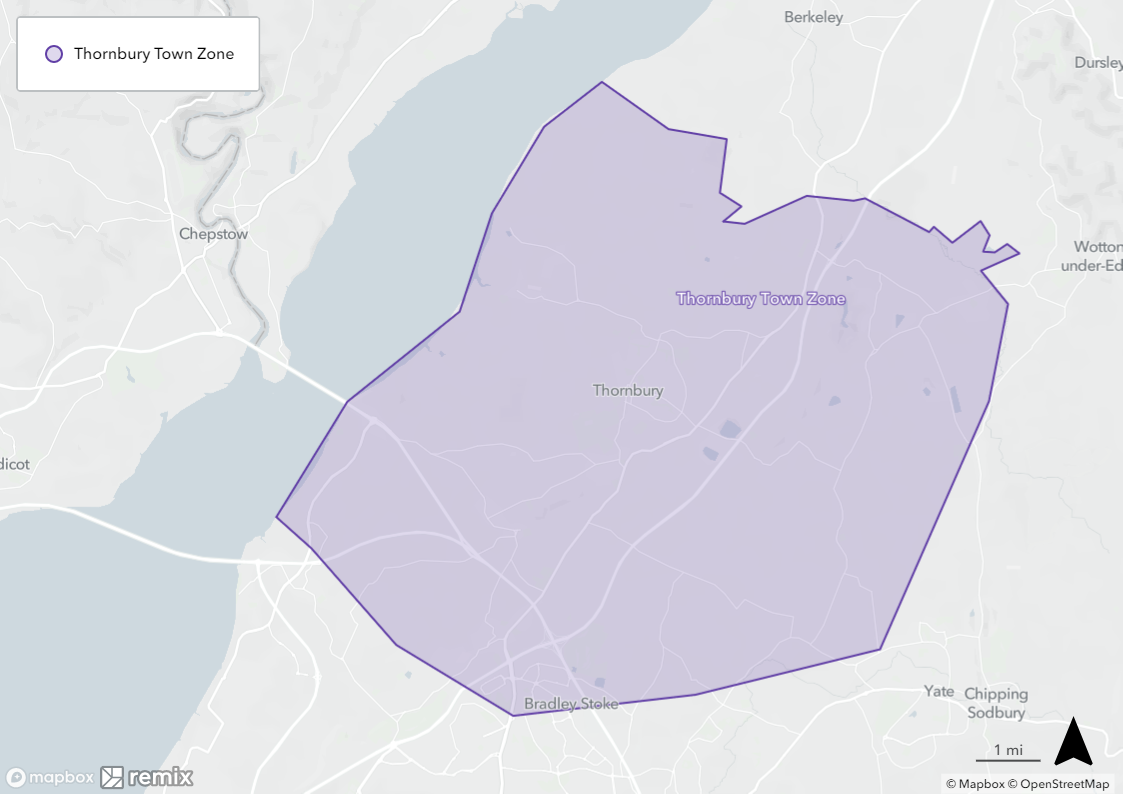 Berkeley
Thornbury Town Zone
Dursley
Chepstow
Wotton
under-Ed
Thornbury Town Zone
Thornbury
dicot
Yate
Chipping
Sodbury
Bradley Stoke
1 mi
mapbox
remix
© Mapbox © OpenStreetMap